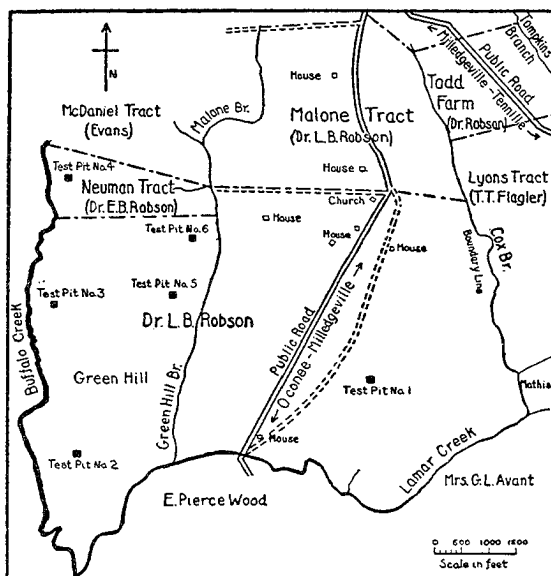 Tompkins
Branch
Public Road
Milledgeville-Tennille
Todd
Farm
(Dr. Robson)
House
N
McDaniel Tract
(Evans)
Malone Br.
Malone Tract
(Dr. L.B. Robson)
Test Pit No. 4
House
Lyons Tract
(T.T. Flagler)
Neuman Tract
(Dr. E.B. Robson)
Church
House
House
House
Test Pit No. 6
Cox Br.
Boundary Line
Test Pit No. 3
Test Pit No. 5
Dr. L.B. Robson
Buffalo Creek
Public Road
Oconee-Milledgeville
Green Hill
Green Hill Br.
Test Pit No. 1
Mathis
House
Test Pit No. 2
Lamar Creek
Mrs. G.L. Avant
E. Pierce Wood
0 500 1000 1500
Scale in feet